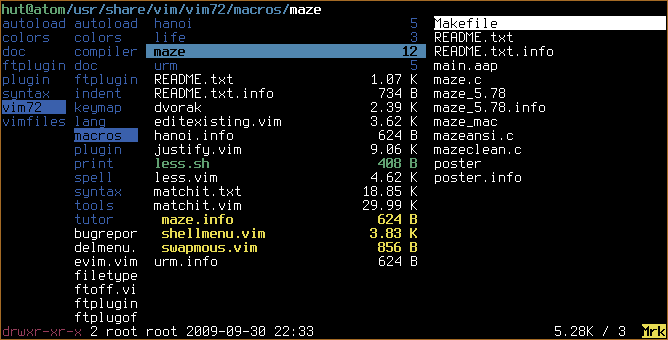 hut@atom/usr/share/vim/vim72/macros/maze
autoload autoload hanoi 5 Makefile
colors colors life 3 README.txt
doc compiler maze 12 README.txt.info
ftplugin doc urm 5 main.aap
plugin ftplugin README.txt 1.07 K maze.c
syntax indent README.txt.info 734 B maze_5.78
vim72 keymap dvorak 2.39 K maze_5.78.info
vimfiles lang editexisting.vim 3.62 K maze_mac
macros hanoi.info 624 B mazeansi.c
plugin justify.vim 9.06 K mazeclean.c
print less.sh 408 B poster
spell less.vim 4.62 K poster.info
syntax matchit.txt 18.85 K
tools matchit.vim 29.99 K
tutor maze.info 624 B
bugrepor shellmenu.vim 3.83 K
delmenu. swapmous.vim 856 B
evim.vim urm.info 624 B
filetype
ftoff.vi
ftplugin
ftplugof
drwxr-xr-x 2 root root 2009-09-30 22:33 5.28K / 3 Mrk